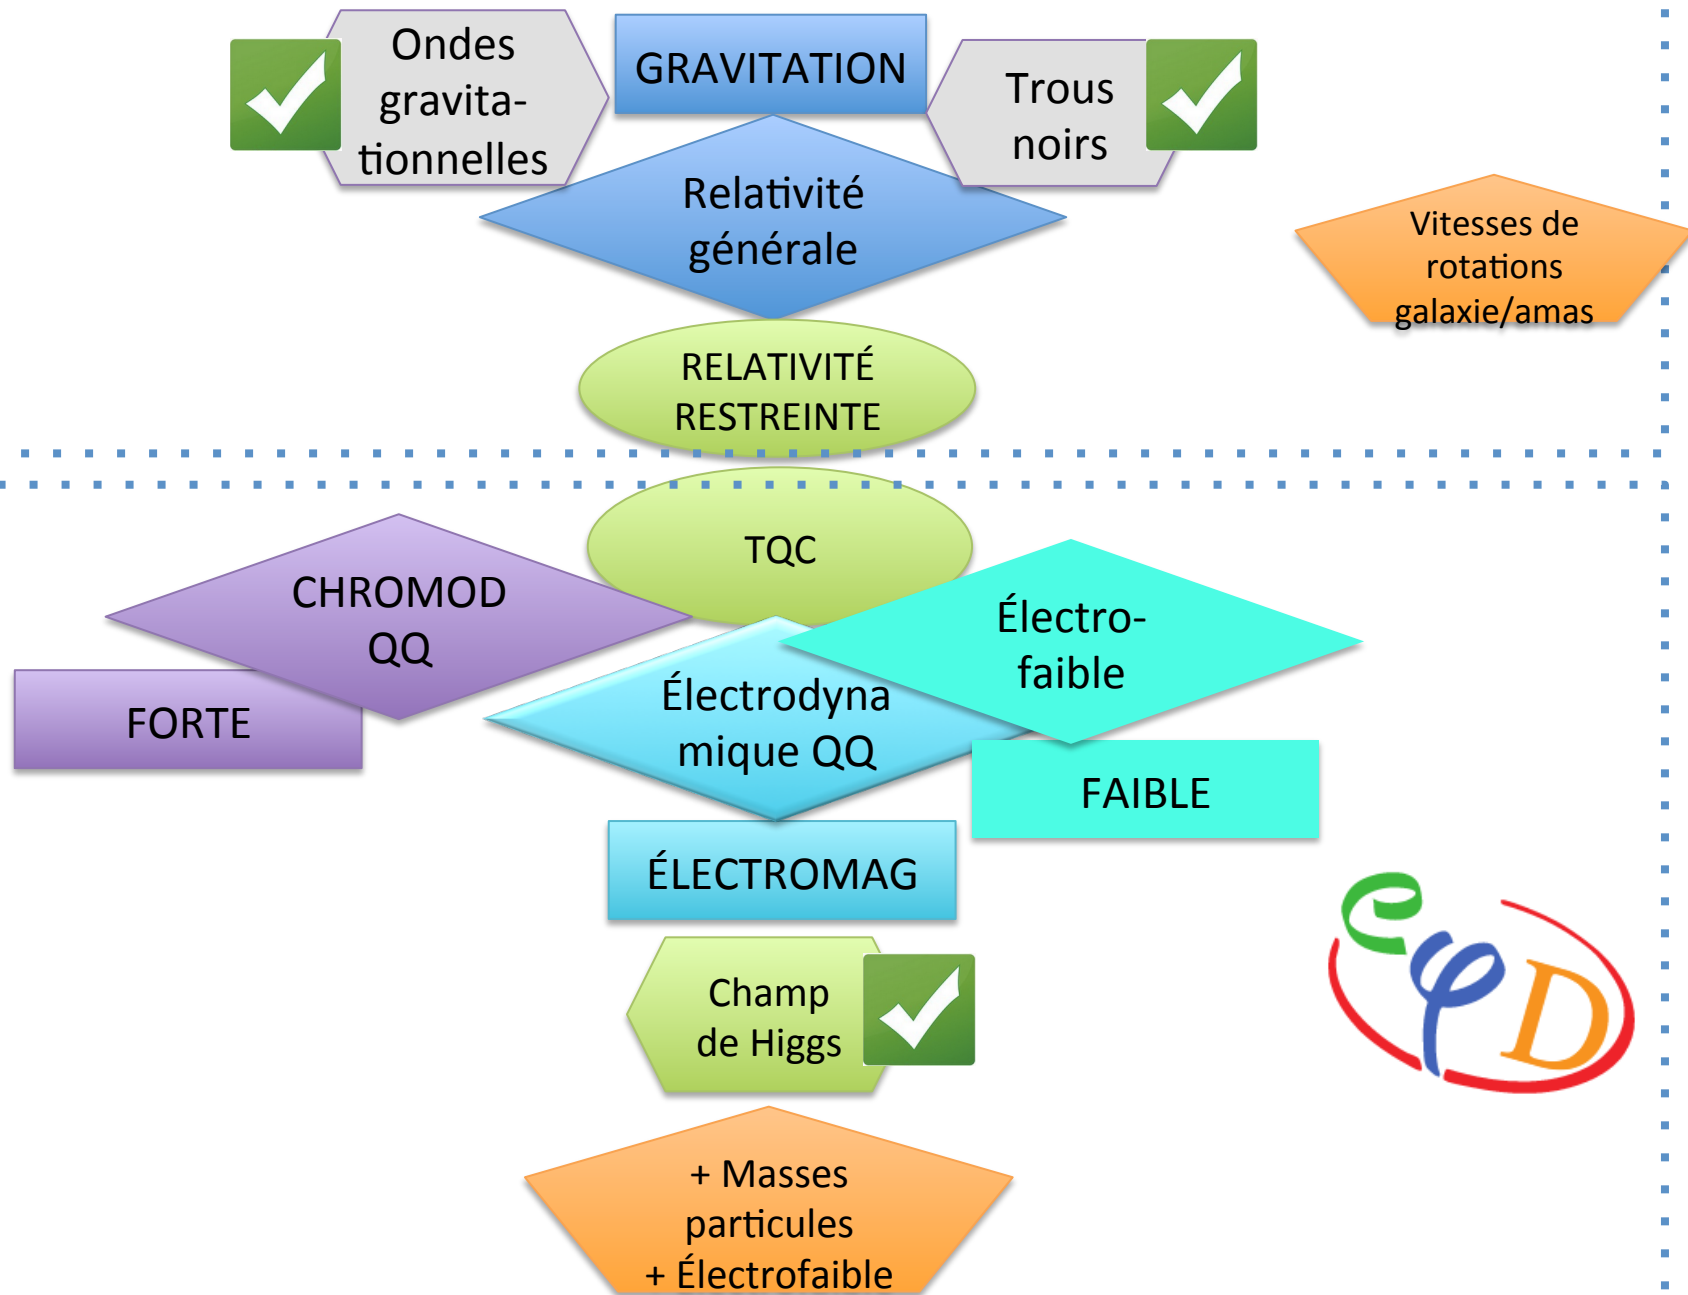 Ondes
gravita-
tionnelles
GRAVITATION
Trous
noirs
Relativité
générale
Vitesses de
rotations
galaxie/amas
RELATIVITÉ
RESTREINTE
TQC
CHROMOD
QQ
Électro-
faible
FORTE
Électrodyna
mique QQ
FAIBLE
ÉLECTROMAG
Champ
de Higgs
eφD
+ Masses
particules
+ Électrofaible